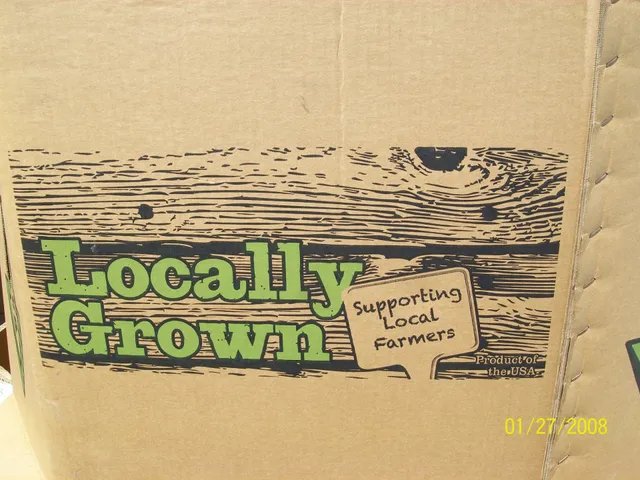 Locally
Grown
Supporting
Local
Farmers
Product of
the USA
01/27/2008